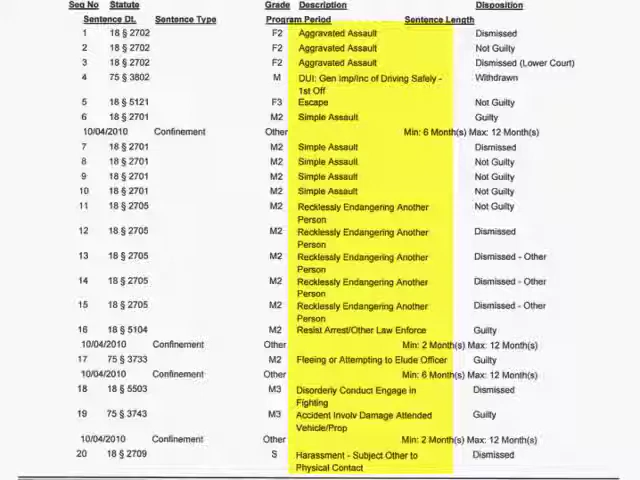 Seq No Statute Grade Description Disposition
Sentence Dt. Sentence Type Program Period Sentence Length
1 18 § 2702 F2 Aggravated Assault Dismissed
2 18 § 2702 F2 Aggravated Assault Not Guilty
3 18 § 2702 F2 Aggravated Assault Dismissed (Lower Court)
4 75 § 3802 M DUI: Gen Imp/Inc of Driving Safely - Withdrawn
1st Off
5 18 § 5121 F3 Escape Not Guilty
6 18 § 2701 M2 Simple Assault Guilty
10/04/2010 Confinement Other Min: 6 Month(s) Max: 12 Month(s)
7 18 § 2701 M2 Simple Assault Dismissed
8 18 § 2701 M2 Simple Assault Not Guilty
9 18 § 2701 M2 Simple Assault Not Guilty
10 18 § 2701 M2 Simple Assault Not Guilty
11 18 § 2705 M2 Recklessly Endangering Another Not Guilty
Person
12 18 § 2705 M2 Recklessly Endangering Another Dismissed
Person
13 18 § 2705 M2 Recklessly Endangering Another Dismissed - Other
Person
14 18 § 2705 M2 Recklessly Endangering Another Dismissed - Other
Person
15 18 § 2705 M2 Recklessly Endangering Another Dismissed - Other
Person
16 18 § 5104 M2 Resist Arrest/Other Law Enforce Guilty
10/04/2010 Confinement Other Min: 2 Month(s) Max: 12 Month(s)
17 75 § 3733 M2 Fleeing or Attempting to Elude Officer Guilty
10/04/2010 Confinement Other Min: 6 Month(s) Max: 12 Month(s)
18 18 § 5503 M3 Disorderly Conduct Engage in Dismissed
Fighting
19 75 § 3743 M3 Accident Involv Damage Attended Guilty
Vehicle/Prop
10/04/2010 Confinement Other Min: 2 Month(s) Max: 12 Month(s)
20 18 § 2709 S Harassment - Subject Other to Dismissed
Physical Contact